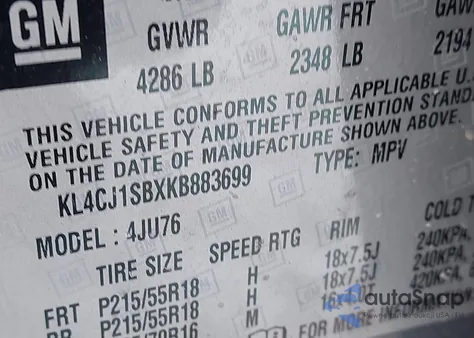 GM
GVWR GAWR FRT GAW
4286 LB 2348 LB 2194
THIS VEHICLE CONFORMS TO ALL APPLICABLE U.
VEHICLE SAFETY AND THEFT PREVENTION STAND
ON THE DATE OF MANUFACTURE SHOWN ABOVE.
KL4CJ1SBXKB883699 TYPE: MPV
MODEL: 4JU76
TIRE SIZE SPEED RTG RIM COLD T
FRT P215/55R18 H 18x7.5J 240KPA
RR P215/55R18 H 18x7.5J 240KPA
M 420KPA
FOR MORE
autoSnap